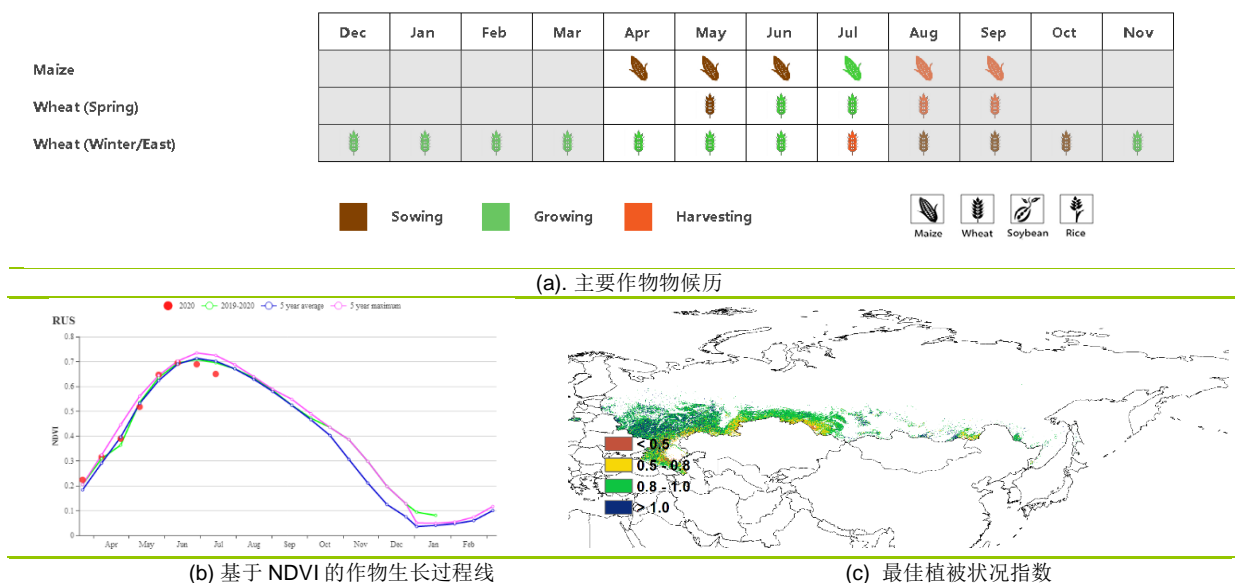 Dec Jan Feb Mar Apr May Jun Jul Aug Sep Oct Nov
Maize
Wheat (Spring)
Wheat (Winter/East)
Sowing Growing Harvesting
Maize Wheat Soybean Rice
(a). 主要作物物候历
2020 2019-2020 5 year average 5 year maximum
RUS
0.8
0.7
0.6
0.5
0.4
0.3
0.2
0.1
0
NDVI
Apr May Jun Jul Aug Sep Oct Nov Dec Jan Feb
< 0.5
0.5 - 0.8
0.8 - 1.0
> 1.0
(b) 基于 NDVI 的作物生长过程线
(c) 最佳植被状况指数